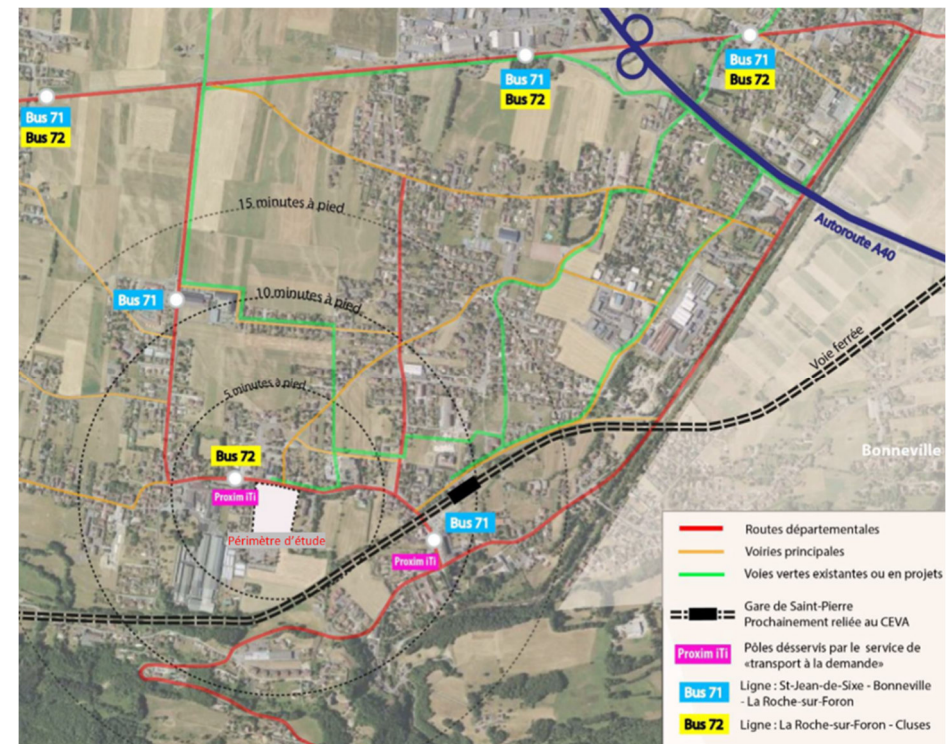 Bus 71
Bus 72
Bus 71
Bus 72
Bus 71
Bus 72
15 minutes à pied
Autoroute A40
Bus 71
10 minutes à pied
Voie ferrée
5 minutes à pied
Bus 72
Bonneville
Proxim iTi
Bus 71
Périmètre d'étude
Proxim iTi
Routes départementales
Voiries principales
Voies vertes existantes ou en projets
Gare de Saint-Pierre
Prochainement reliée au CEVA
Proxim iTi
Pôles désservis par le service de
«transport à la demande»
Bus 71
Ligne : St-Jean-de-Sixe - Bonneville
- La Roche-sur-Foron
Bus 72
Ligne : La Roche-sur-Foron - Cluses